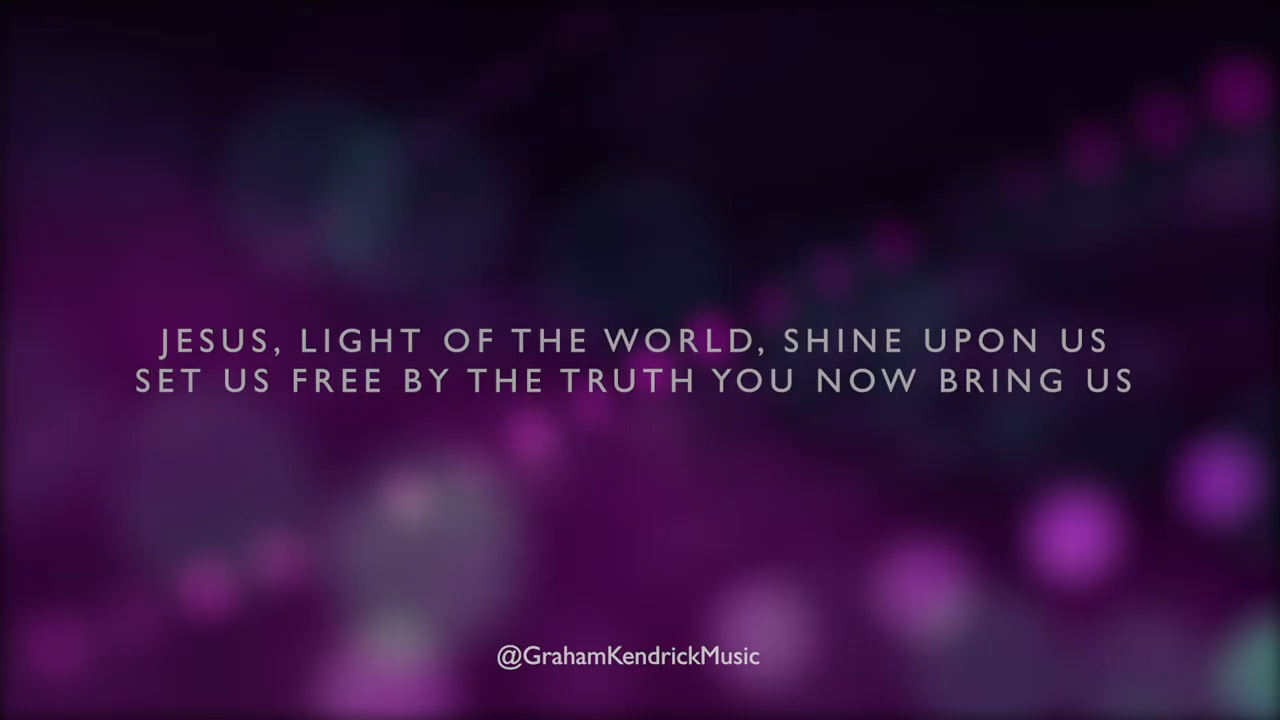 JESUS, LIGHT OF THE WORLD, SHINE UPON US
SET US FREE BY THE TRUTH YOU NOW BRING US
@GrahamKendrickMusic